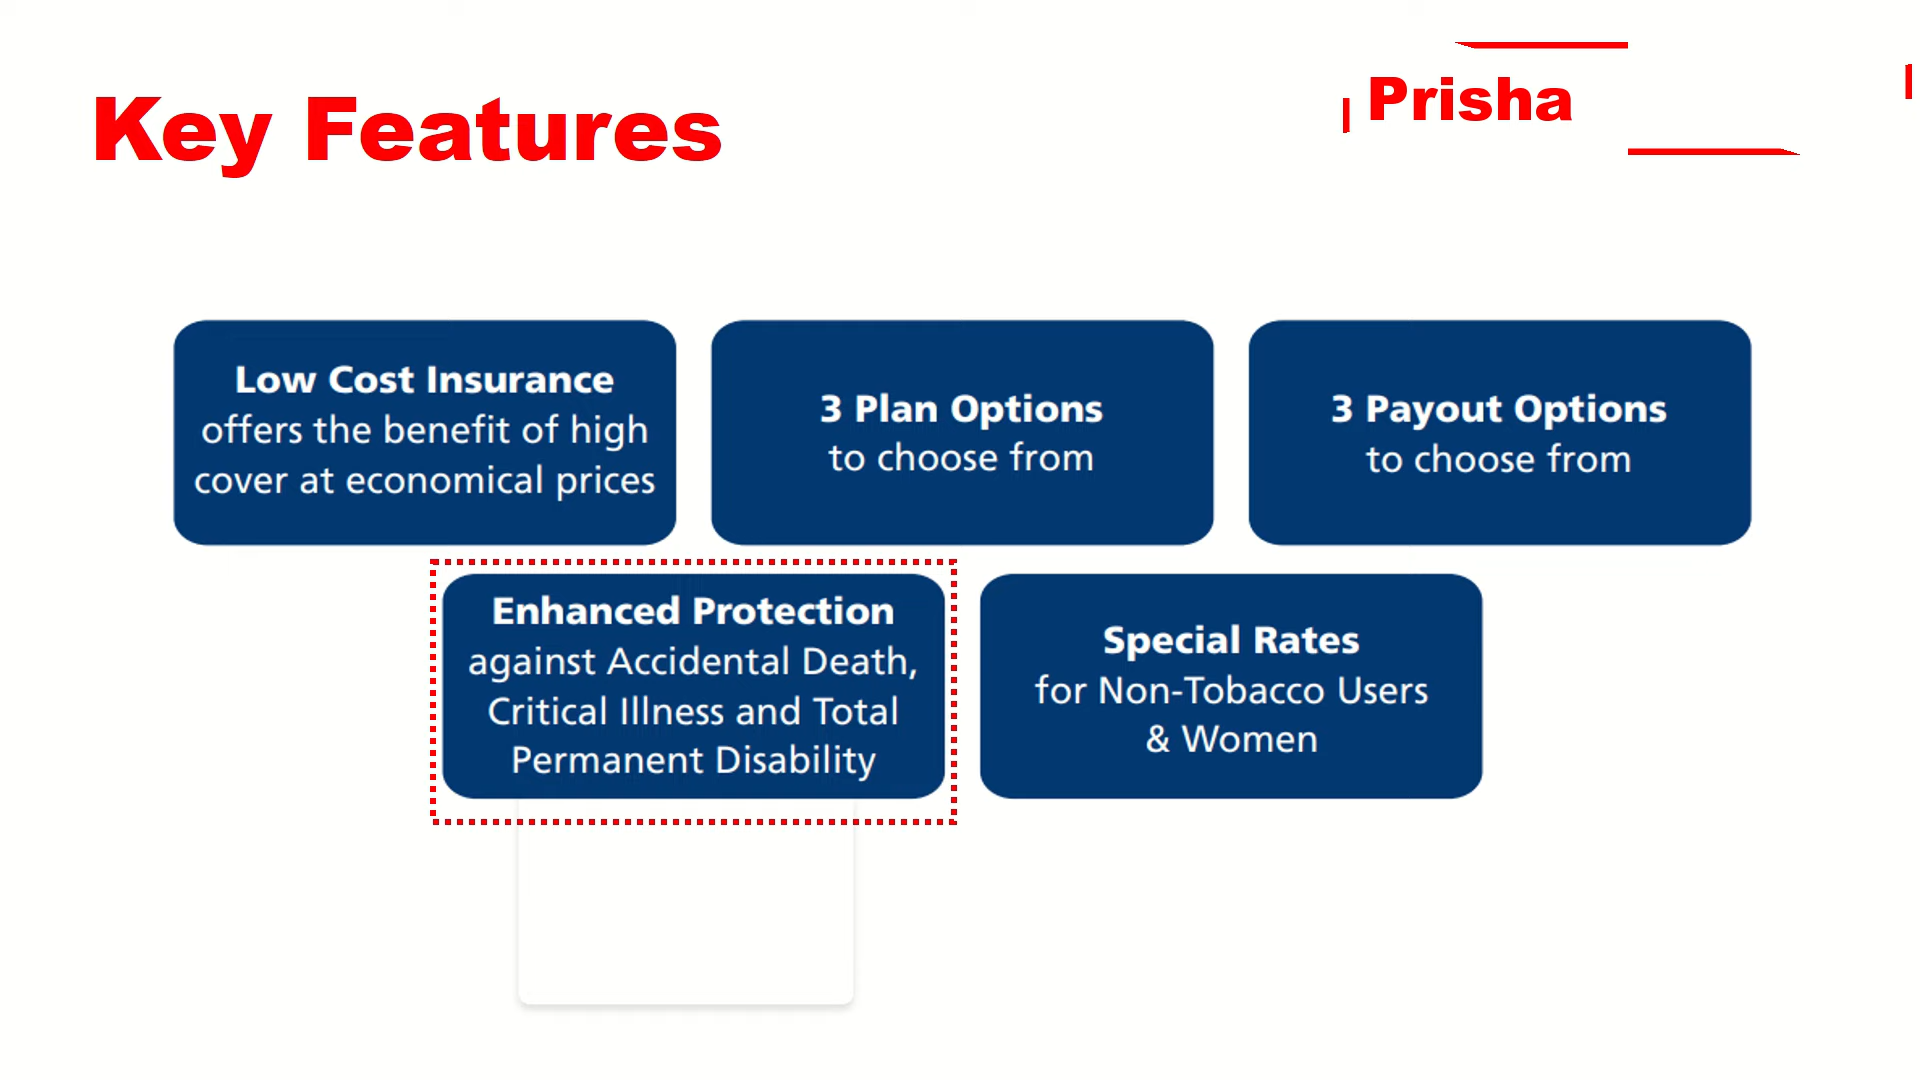 Key Features
Prisha
Low Cost Insurance
offers the benefit of high
cover at economical prices
3 Plan Options
to choose from
3 Payout Options
to choose from
Enhanced Protection
against Accidental Death,
Critical Illness and Total
Permanent Disability
Special Rates
for Non-Tobacco Users
& Women